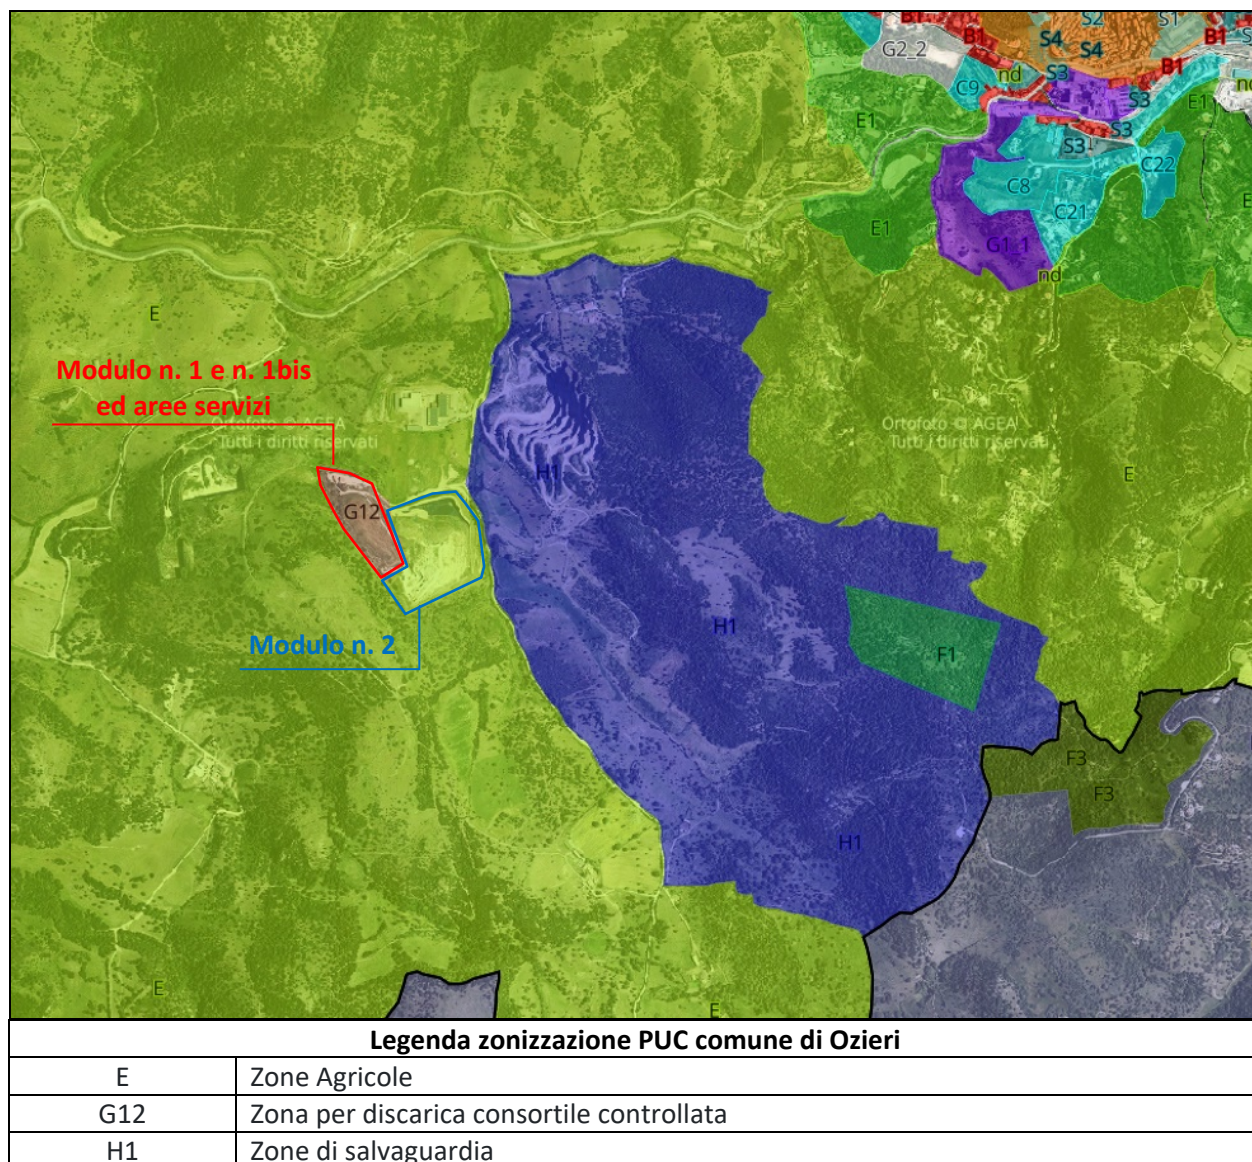 B1
S2
S1
B1
S4
S4
B1
S
G2_2
B1
nd
S3
C9
S3
nd
E1
E1
S3
S3
C22
C8
C21
E
E1
G1_1
nd
E
Modulo n. 1 e n. 1bis
ed aree servizi
Ortofoto © AGEA
Tutti i diritti riservati
Ortofoto © AGEA
Tutti i diritti riservati
H1
E
G12
H1
Modulo n. 2
F1
F3
F3
H1
E
E
Legenda zonizzazione PUC comune di Ozieri
E Zone Agricole
G12 Zona per discarica consortile controllata
H1 Zone di salvaguardia